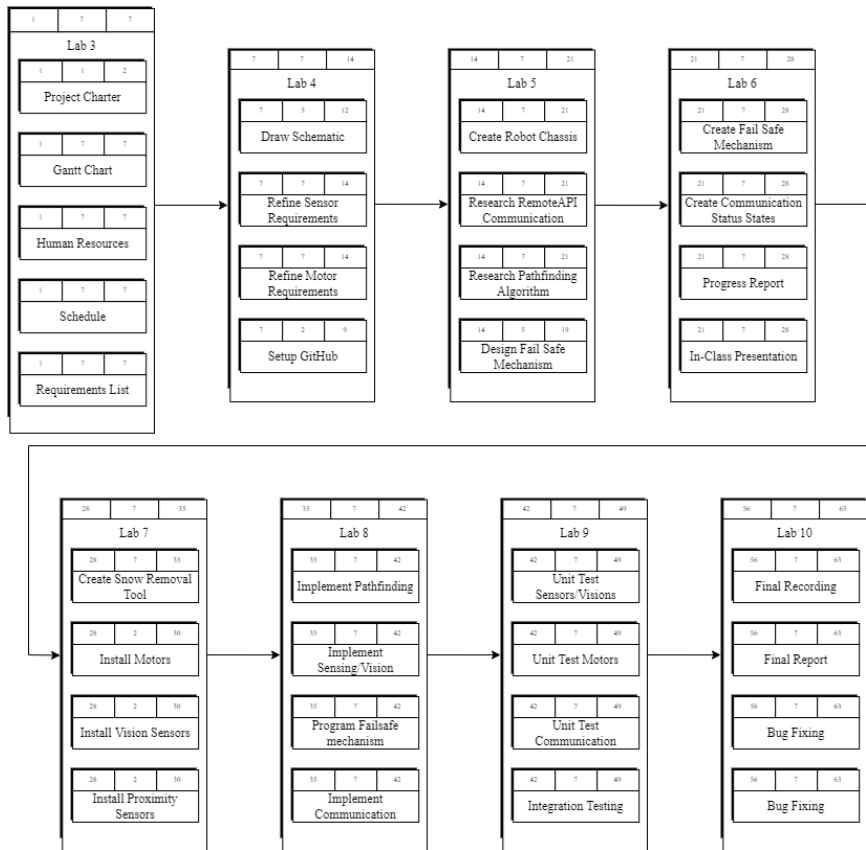 1 7 7
Lab 3
1 1 2
Project Charter
1 7 7
Gantt Chart
1 7 7
Human Resources
1 7 7
Schedule
1 7 7
Requirements List
7 7 14
Lab 4
7 5 12
Draw Schematic
7 7 14
Refine Sensor
Requirements
7 7 14
Refine Motor
Requirements
7 2 9
Setup GitHub
14 7 21
Lab 5
14 7 21
Create Robot Chassis
14 7 21
Research RemoteAPI
Communication
14 7 21
Research Pathfinding
Algorithm
14 5 19
Design Fail Safe
Mechanism
21 7 28
Lab 6
21 7 28
Create Fail Safe
Mechanism
21 7 28
Create Communication
Status States
21 7 28
Progress Report
21 7 28
In-Class Presentation
28 7 35
Lab 7
28 7 35
Create Snow Removal
Tool
28 2 30
Install Motors
28 2 30
Install Vision Sensors
28 2 30
Install Proximity
Sensors
35 7 42
Lab 8
35 7 42
Implement Pathfinding
35 7 42
Implement
Sensing/Vision
35 7 42
Program Failsafe
mechanism
35 7 42
Implement
Communication
42 7 49
Lab 9
42 7 49
Unit Test
Sensors/Visions
42 7 49
Unit Test Motors
42 7 49
Unit Test
Communication
42 7 49
Integration Testing
56 7 63
Lab 10
56 7 63
Final Recording
56 7 63
Final Report
56 7 63
Bug Fixing
56 7 63
Bug Fixing